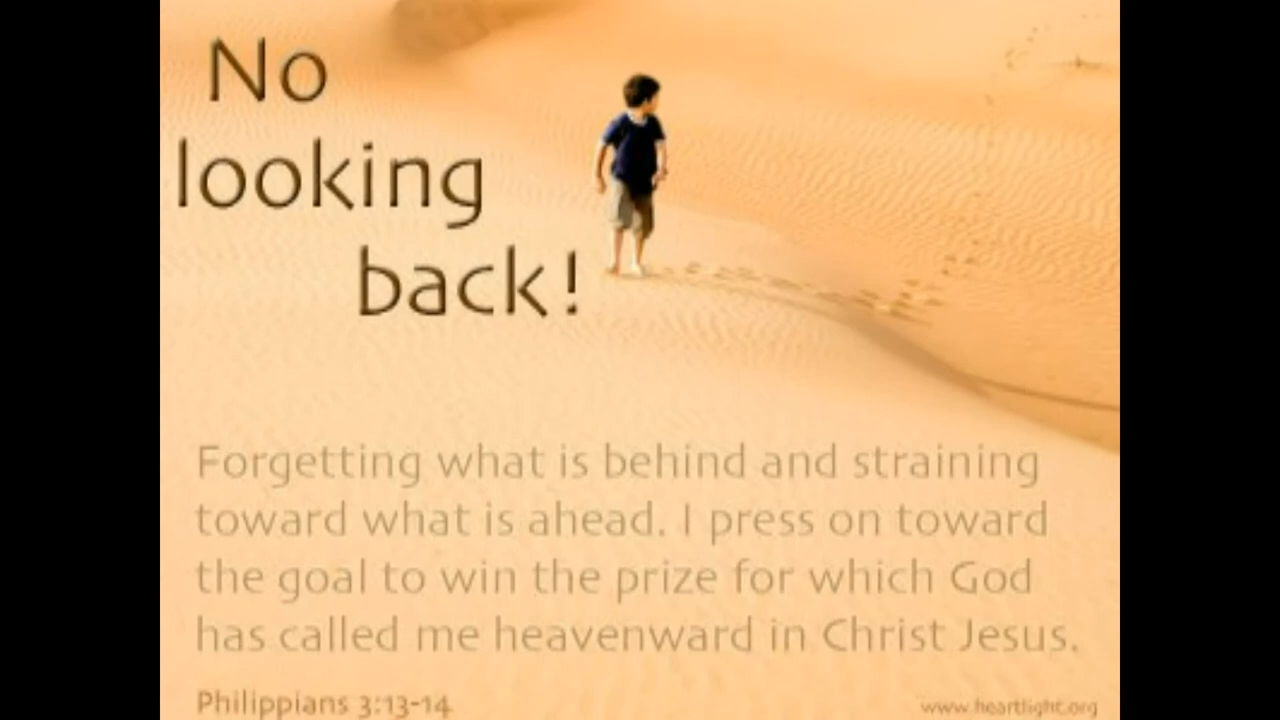 No
looking
back!
Forgetting what is behind and straining
toward what is ahead. I press on toward
the goal to win the prize for which God
has called me heavenward in Christ Jesus.
Philippians 3:13-14
www.heartlight.org